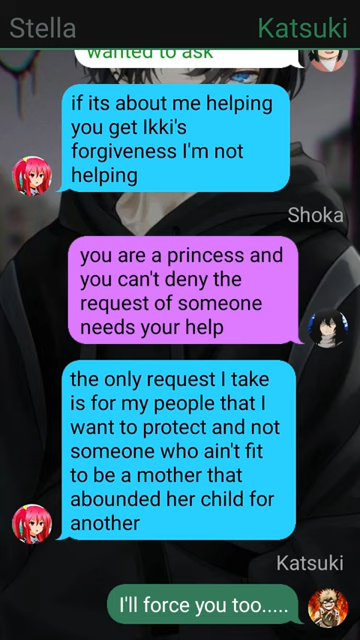 Stella
Katsuki
wanted to ask
if its about me helping
you get Ikki's
forgiveness I'm not
helping
Shoka
you are a princess and
you can't deny the
request of someone
needs your help
the only request I take
is for my people that I
want to protect and not
someone who ain't fit
to be a mother that
abounded her child for
another
Katsuki
I'll force you too.....